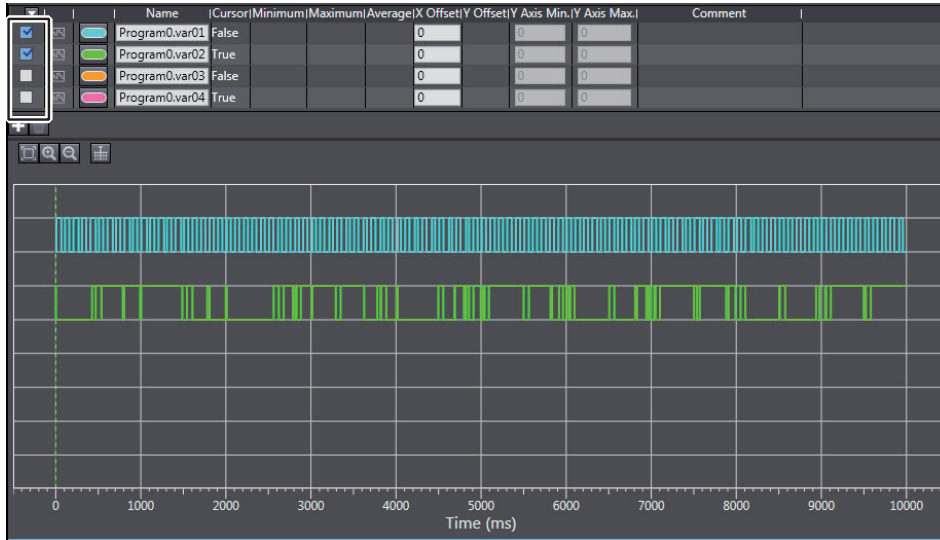 Name Cursor Minimum Maximum Average X Offset Y Offset Y Axis Min. Y Axis Max. Comment
Program0.var01 False 0 0 0
Program0.var02 True 0 0 0
Program0.var03 False 0 0 0
Program0.var04 True 0 0 0
0 1000 2000 3000 4000 5000 6000 7000 8000 9000 10000
Time (ms)